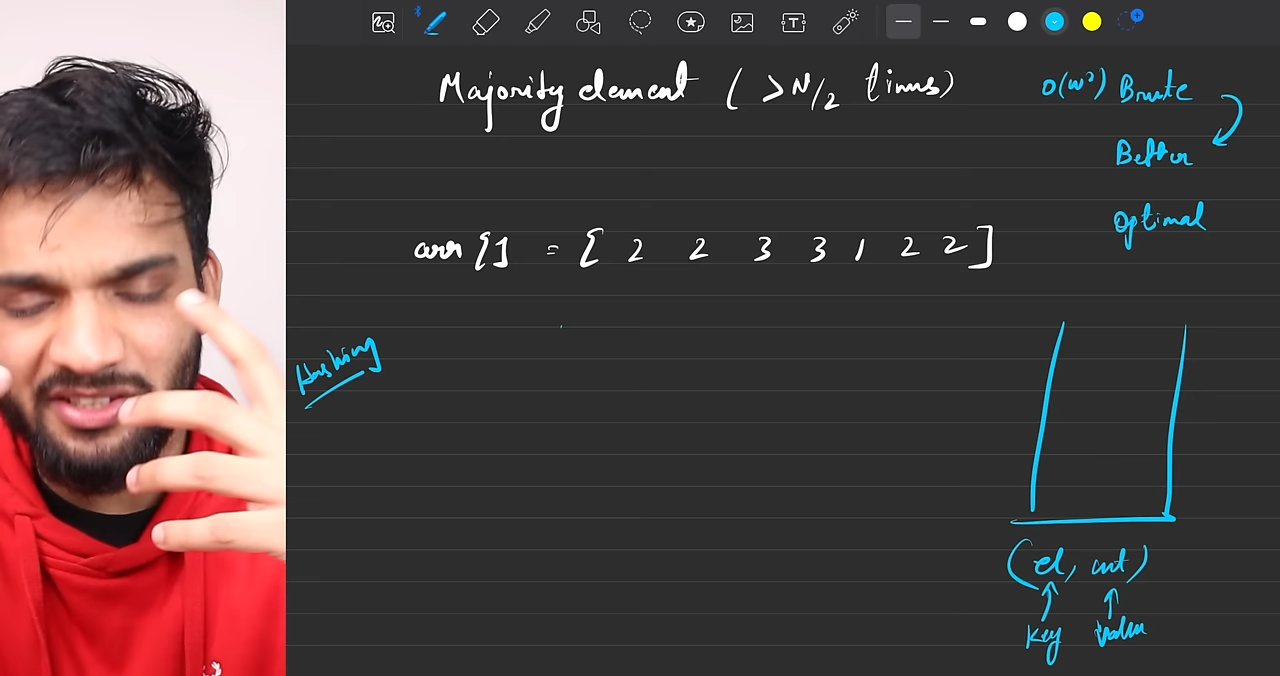 Majority element ( > N/2 times)
O(N²) Brute
Better
Optimal
arr[] = [ 2 2 3 3 1 2 2 ]
Hashing
(el, cnt)
key value